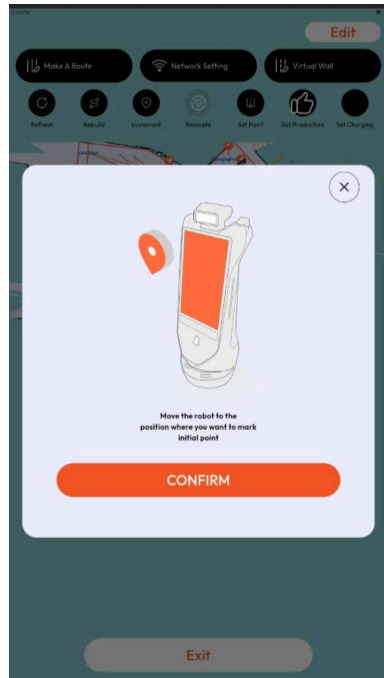 Edit
Make A Route
Network Setting
Virtual Wall
Refresh
Rebuild
Increment
Relocate
Set Point
Set Production
Set Charging
Move the robot to the
position where you want to mark
initial point
CONFIRM
Exit